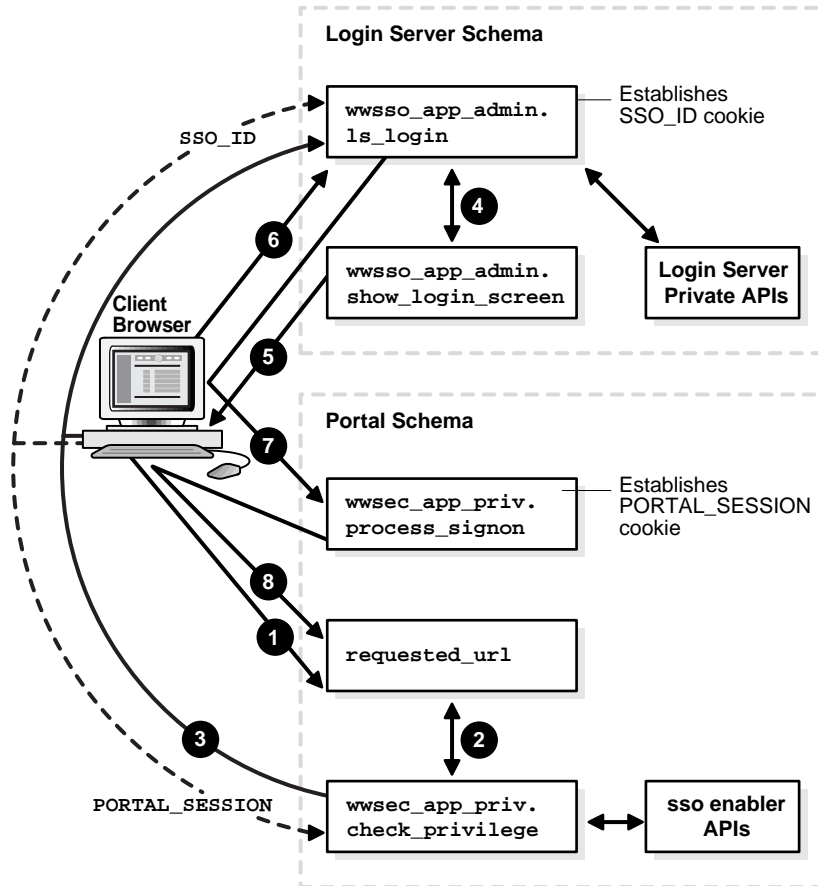 Login Server Schema
wwsso_app_admin.
ls_login
Establishes
SSO_ID cookie
SSO_ID
4
6
wwsso_app_admin.
show_login_screen
Login Server
Private APIs
Client
Browser
5
Portal Schema
7
wwsec_app_priv.
process_signon
Establishes
PORTAL_SESSION
cookie
8
1
requested_url
3
2
PORTAL_SESSION
wwsec_app_priv.
check_privilege
sso enabler
APIs